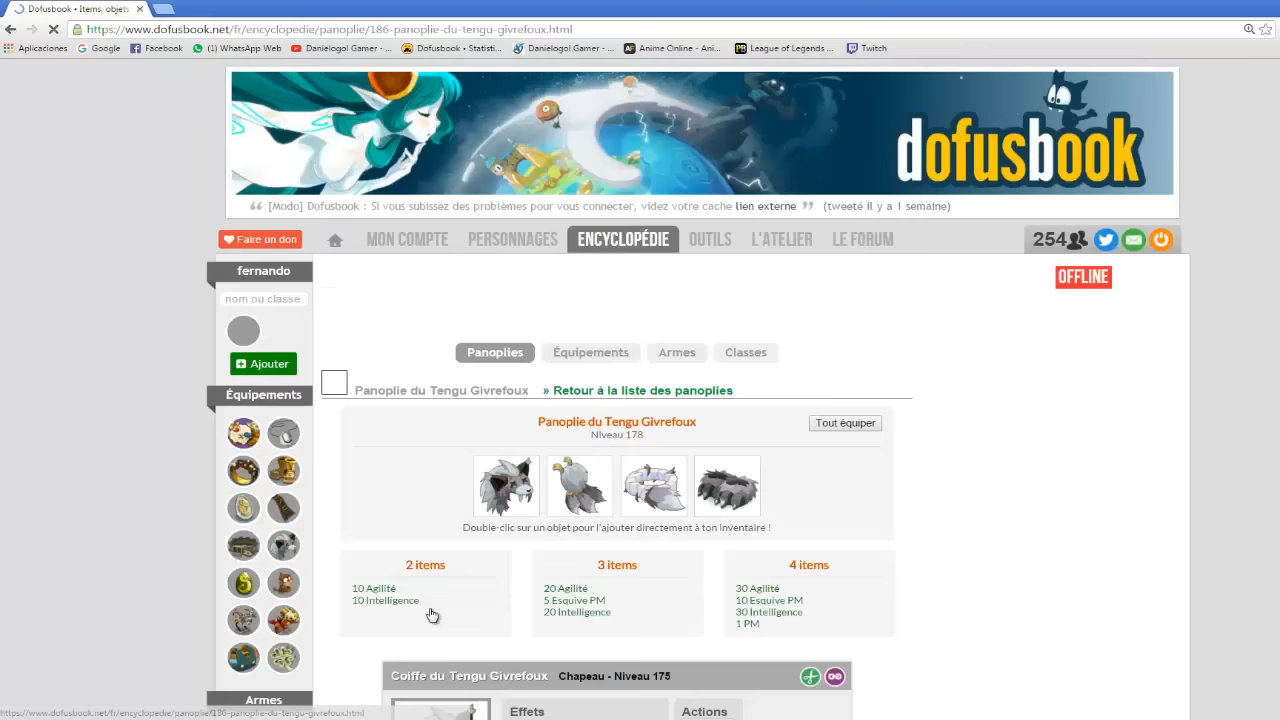 Dofusbook • Items, objets
https://www.dofusbook.net/fr/encyclopedie/panoplie/186-panoplie-du-tengu-givrefoux.html
Aplicaciones Google Facebook (1) WhatsApp Web Danielogol Gamer - ... Dofusbook • Statisti... Danielogol Gamer - ... Anime Online - Ani... League of Legends ... Twitch
dofusbook
[Modo] Dofusbook : Si vous subissez des problèmes pour vous connecter, videz votre cache lien externe (tweeté il y a 1 semaine)
Faire un don MON COMPTE PERSONNAGES ENCYCLOPÉDIE OUTILS L'ATELIER LE FORUM 254
fernando
OFFLINE
nom ou classe
Ajouter
Panoplies Équipements Armes Classes
Panoplie du Tengu Givrefoux » Retour à la liste des panoplies
Équipements
Panoplie du Tengu Givrefoux
Tout équiper
Niveau 178
Double-clic sur un objet pour l'ajouter directement à ton inventaire !
2 items
10 Agilité
10 Intelligence
3 items
20 Agilité
5 Esquive PM
20 Intelligence
4 items
30 Agilité
10 Esquive PM
30 Intelligence
1 PM
Coiffe du Tengu Givrefoux Chapeau - Niveau 175
Armes
Effets Actions
https://www.dofusbook.net/fr/encyclopedie/panoplie/186-panoplie-du-tengu-givrefoux.html